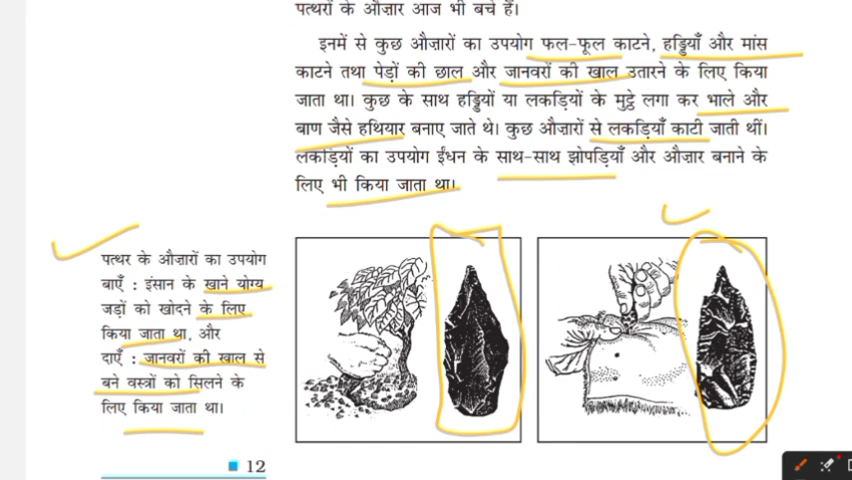 पत्थरों के औज़ार आज भी बचे हैं।
इनमें से कुछ औज़ारों का उपयोग फल-फूल काटने, हड्डियाँ और मांस
काटने तथा पेड़ों की छाल और जानवरों की खाल उतारने के लिए किया
जाता था। कुछ के साथ हड्डियों या लकड़ियों के मुट्ठे लगा कर भाले और
बाण जैसे हथियार बनाए जाते थे। कुछ औज़ारों से लकड़ियाँ काटी जाती थीं।
लकड़ियों का उपयोग ईंधन के साथ-साथ झोपड़ियाँ और औज़ार बनाने के
लिए भी किया जाता था।
पत्थर के औज़ारों का उपयोग
बाएँ : इंसान के खाने योग्य
जड़ों को खोदने के लिए
किया जाता था, और
दाएँ : जानवरों की खाल से
बने वस्त्रों को सिलने के
लिए किया जाता था।
12